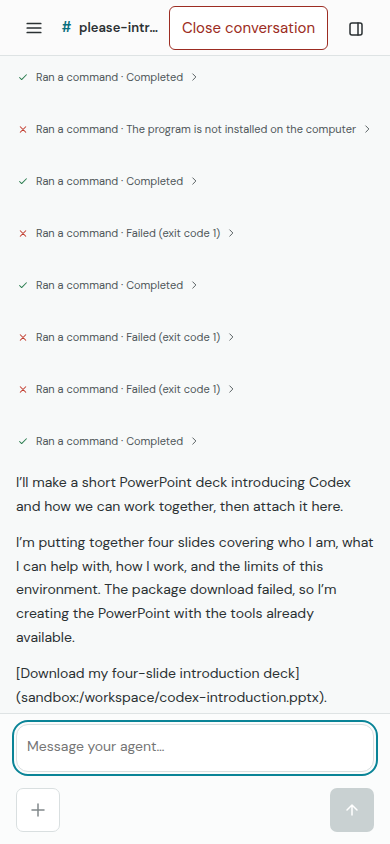 # please-intr...
Close conversation
Ran a command · Completed
Ran a command · The program is not installed on the computer
Ran a command · Completed
Ran a command · Failed (exit code 1)
Ran a command · Completed
Ran a command · Failed (exit code 1)
Ran a command · Failed (exit code 1)
Ran a command · Completed
I’ll make a short PowerPoint deck introducing Codex
and how we can work together, then attach it here.
I’m putting together four slides covering who I am, what
I can help with, how I work, and the limits of this
environment. The package download failed, so I’m
creating the PowerPoint with the tools already
available.
[Download my four-slide introduction deck]
(sandbox:/workspace/codex-introduction.pptx).
Message your agent...